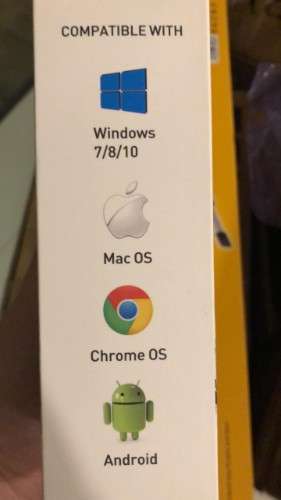 COMPATIBLE WITH
Windows
7/8/10
Mac OS
Chrome OS
Android